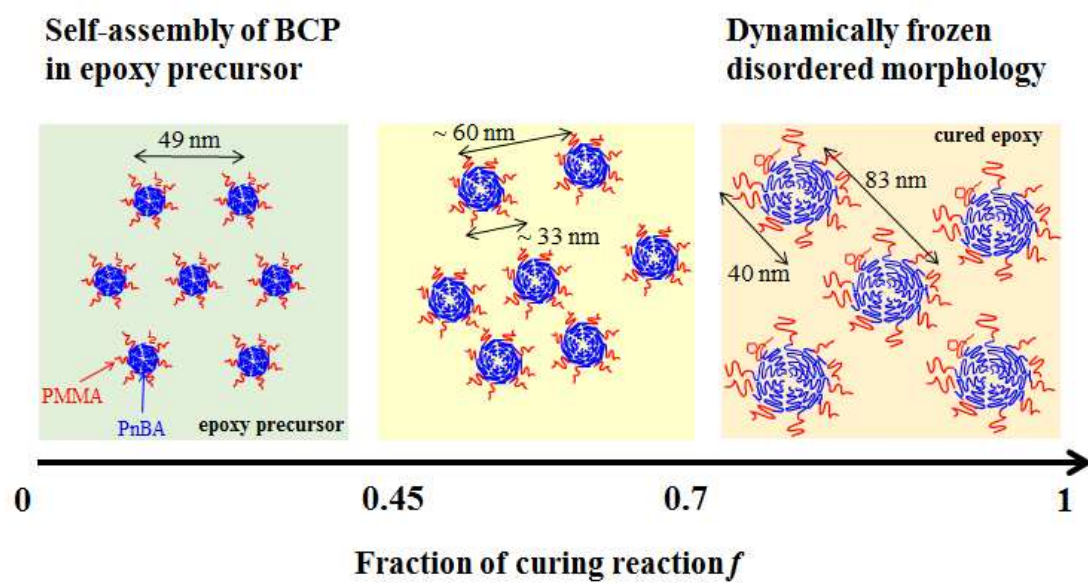 Self-assembly of BCP
in epoxy precursor
Dynamically frozen
disordered morphology
49 nm
PMMA
PnBA
epoxy precursor
~ 60 nm
~ 33 nm
cured epoxy
83 nm
40 nm
0
0.45
0.7
1
Fraction of curing reaction f